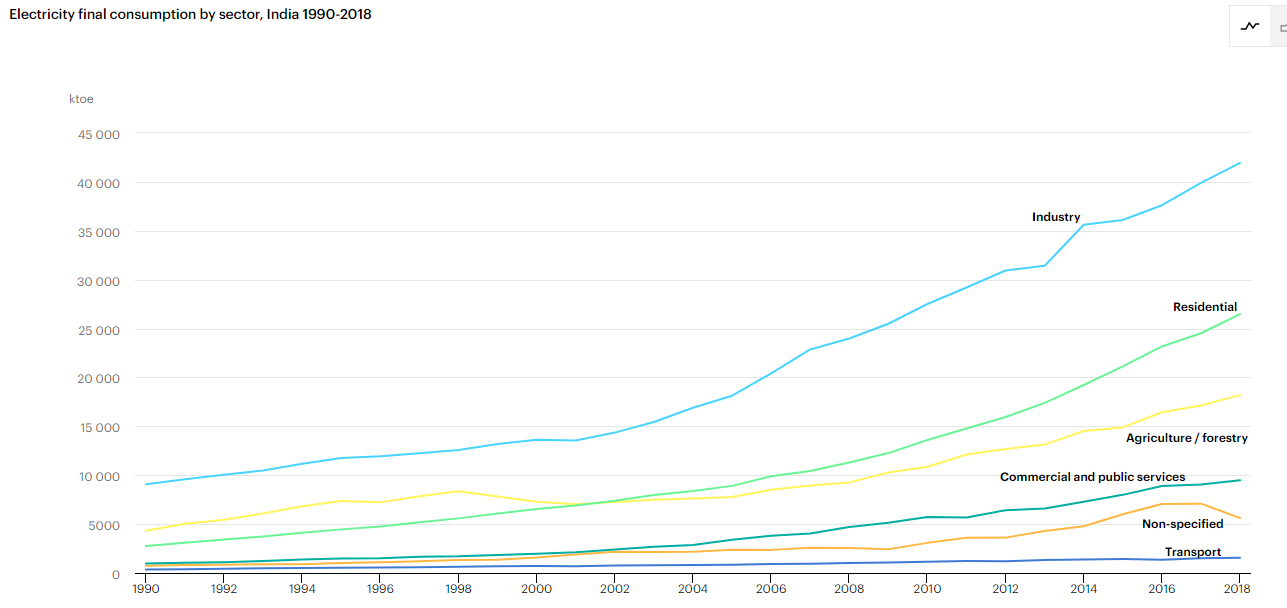 Electricity final consumption by sector, India 1990-2018
ktoe
45 000
40 000
35 000
30 000
25 000
20 000
15 000
10 000
5000
0
Industry
Residential
Agriculture / forestry
Commercial and public services
Non-specified
Transport
1990 1992 1994 1996 1998 2000 2002 2004 2006 2008 2010 2012 2014 2016 2018